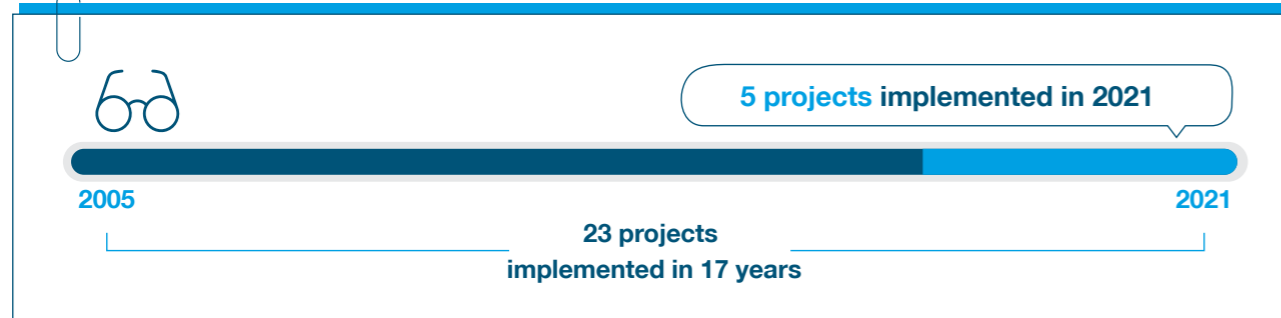 5 projects implemented in 2021
2005
2021
23 projects
implemented in 17 years